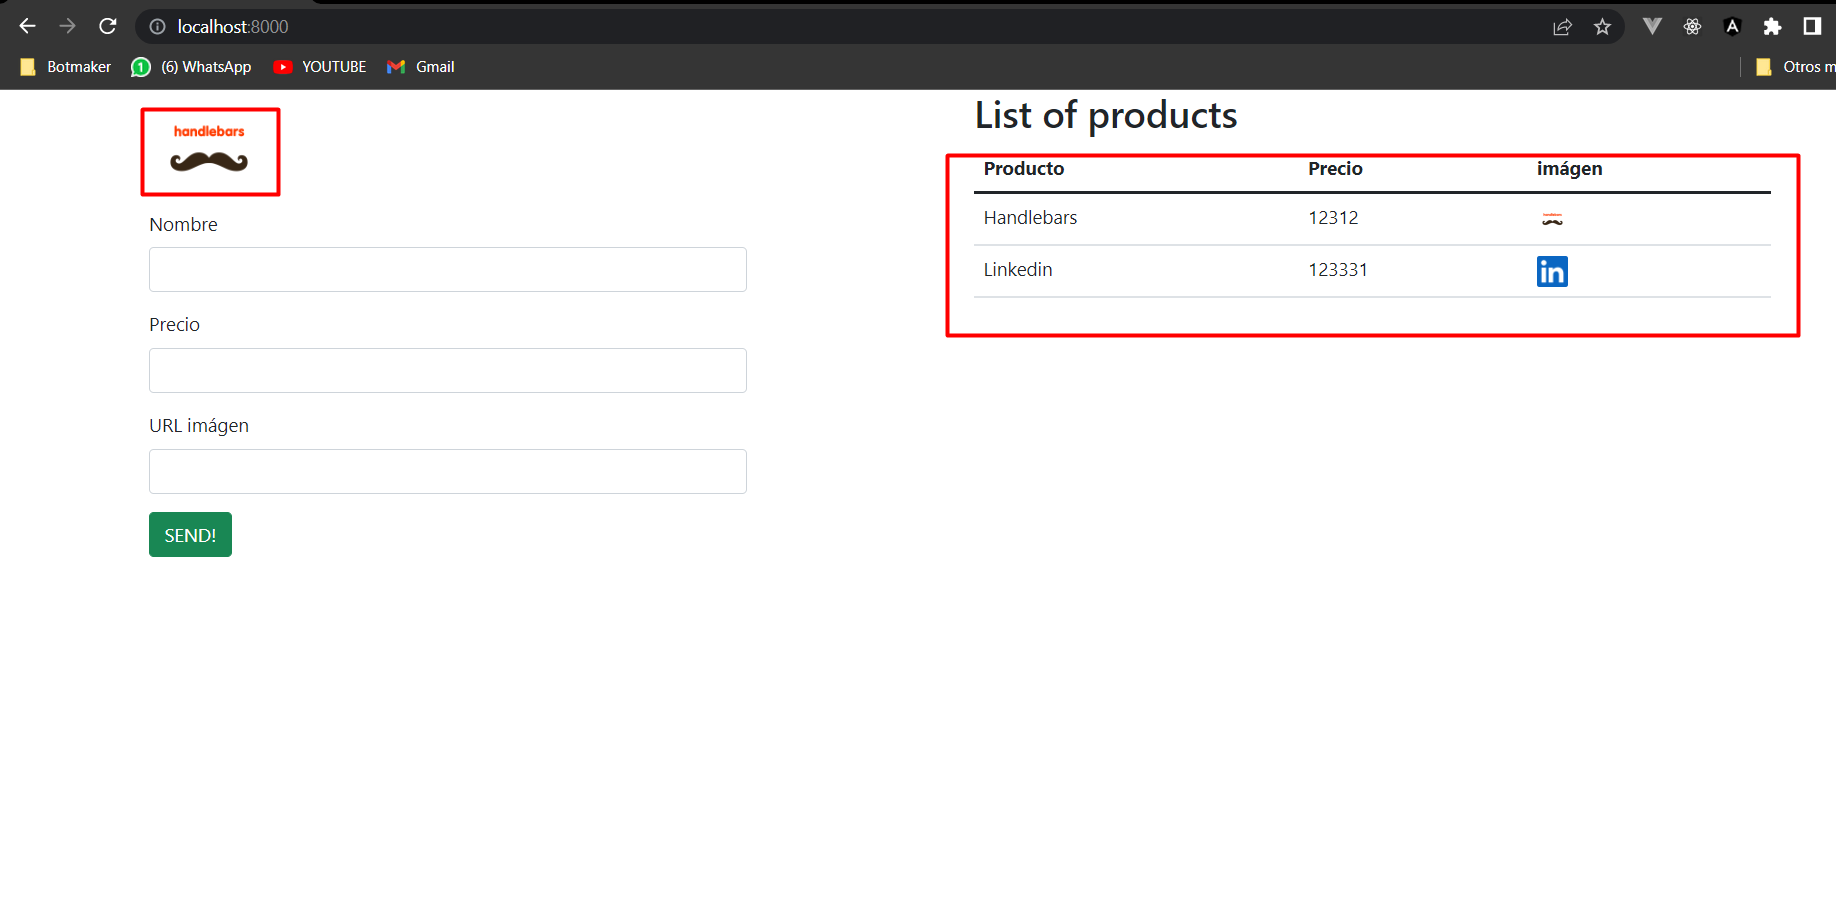 localhost:8000
Botmaker
(6) WhatsApp
YOUTUBE
Gmail
Otros m
handlebars
Nombre
Precio
URL imágen
SEND!
List of products
Producto Precio imágen
Handlebars 12312
Linkedin 123331 in